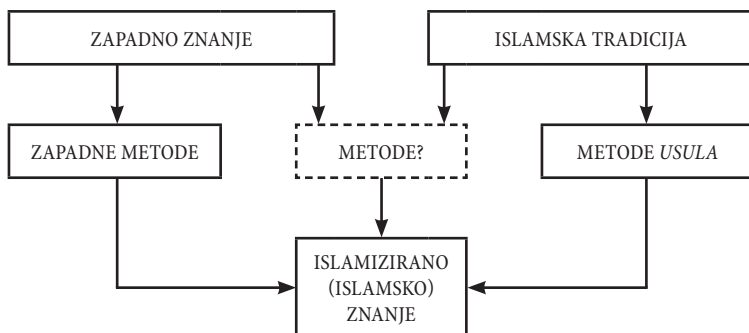 ZAPADNO ZNANJE
ISLAMSKA TRADICIJA
ZAPADNE METODE
METODE?
METODE USULA
ISLAMIZIRANO
(ISLAMSKO)
ZNANJE